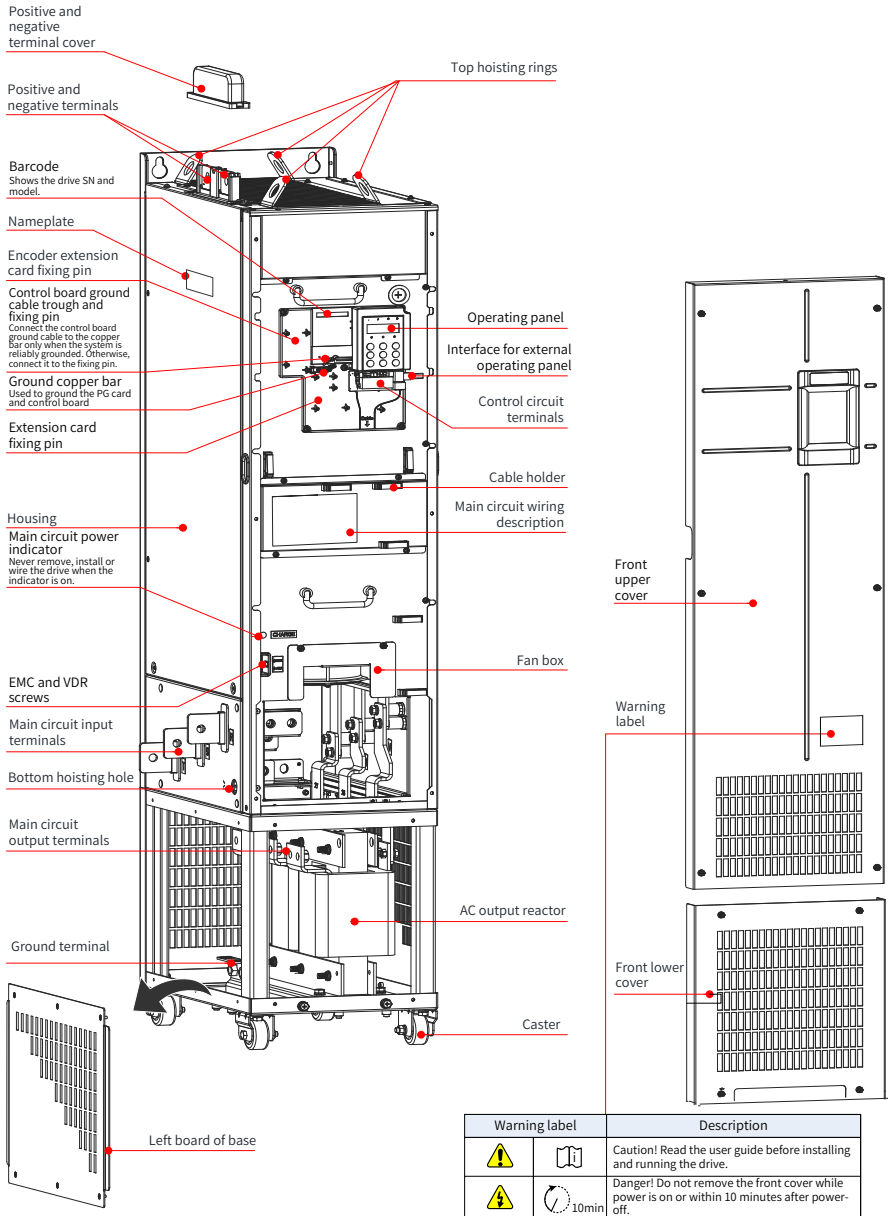 Positive and
negative
terminal cover
Positive and
negative terminals
Barcode
Shows the drive SN and
model.
Nameplate
Encoder extension
card fixing pin
Control board ground
cable trough and
fixing pin
Connect the control board
ground cable to the copper
bar only when the system is
reliably grounded. Otherwise,
connect it to the fixing pin.
Ground copper bar
Used to ground the PG card
and control board
Extension card
fixing pin
Housing
Main circuit power
indicator
Never remove, install or
wire the drive when the
indicator is on.
EMC and VDR
screws
Main circuit input
terminals
Bottom hoisting hole
Main circuit
output terminals
Ground terminal
Left board of base
Top hoisting rings
Operating panel
Interface for external
operating panel
Control circuit
terminals
Cable holder
Main circuit wiring
description
CHARGE
Fan box
AC output reactor
Caster
Front
upper
cover
Warning
label
Front lower
cover
Warning label Description
Caution! Read the user guide before installing
and running the drive.
10min
Danger! Do not remove the front cover while
power is on or within 10 minutes after power-
off.